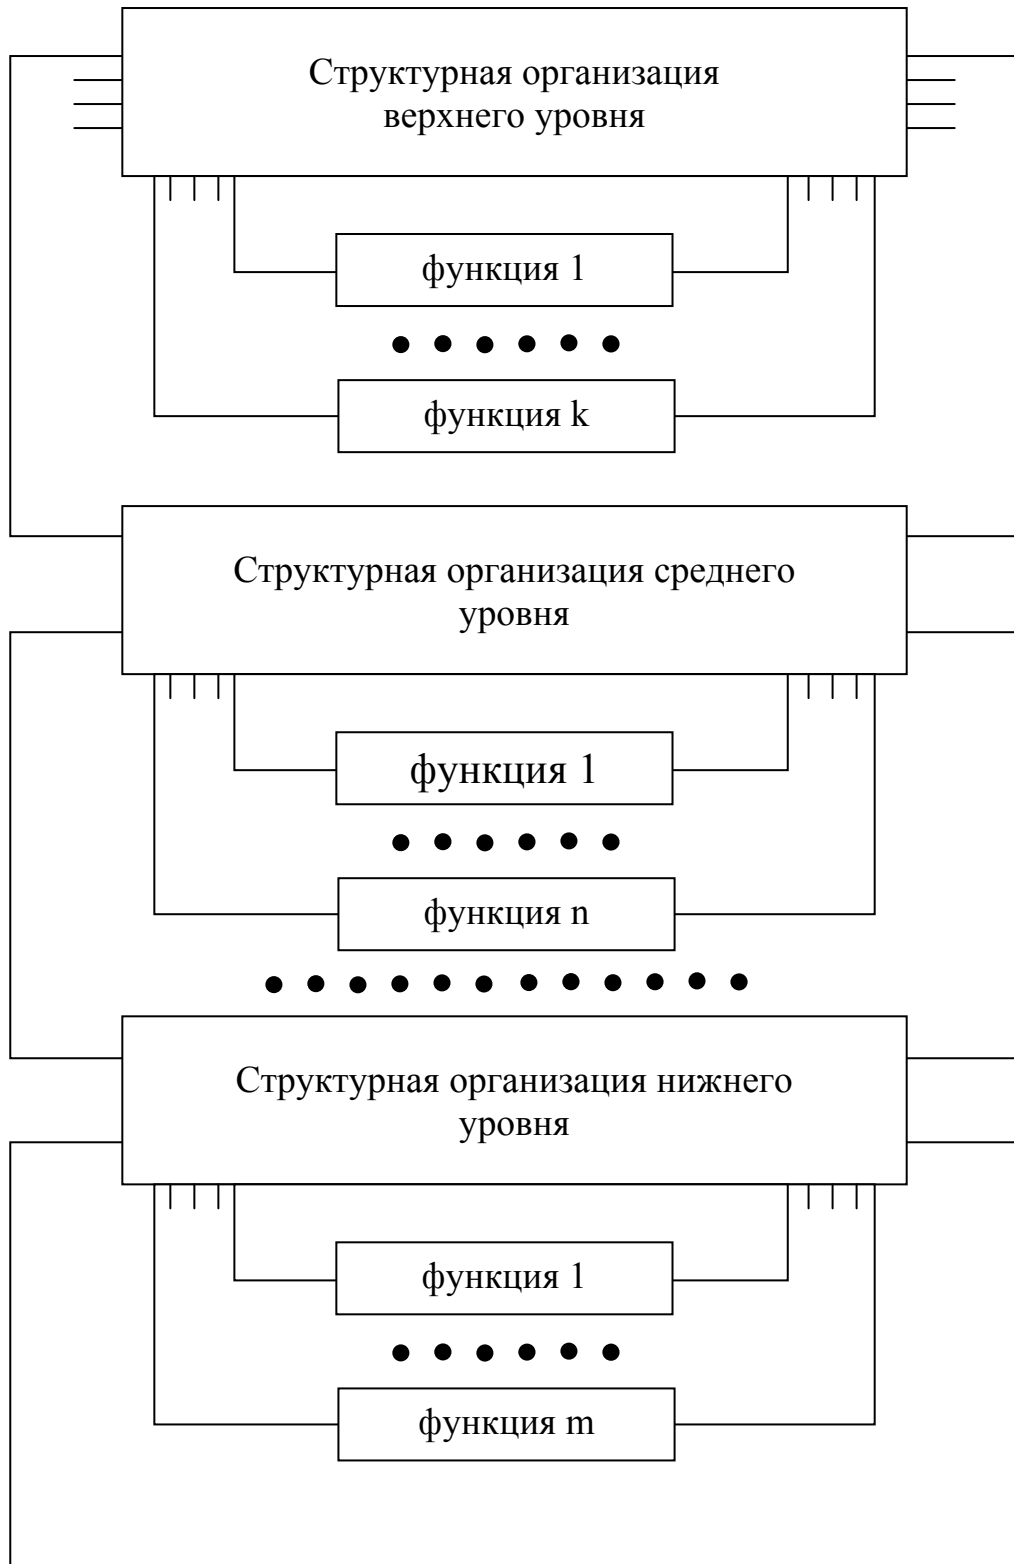 Структурная организация
верхнего уровня
функция 1
функция k
Структурная организация среднего
уровня
функция 1
функция n
Структурная организация нижнего
уровня
функция 1
функция m